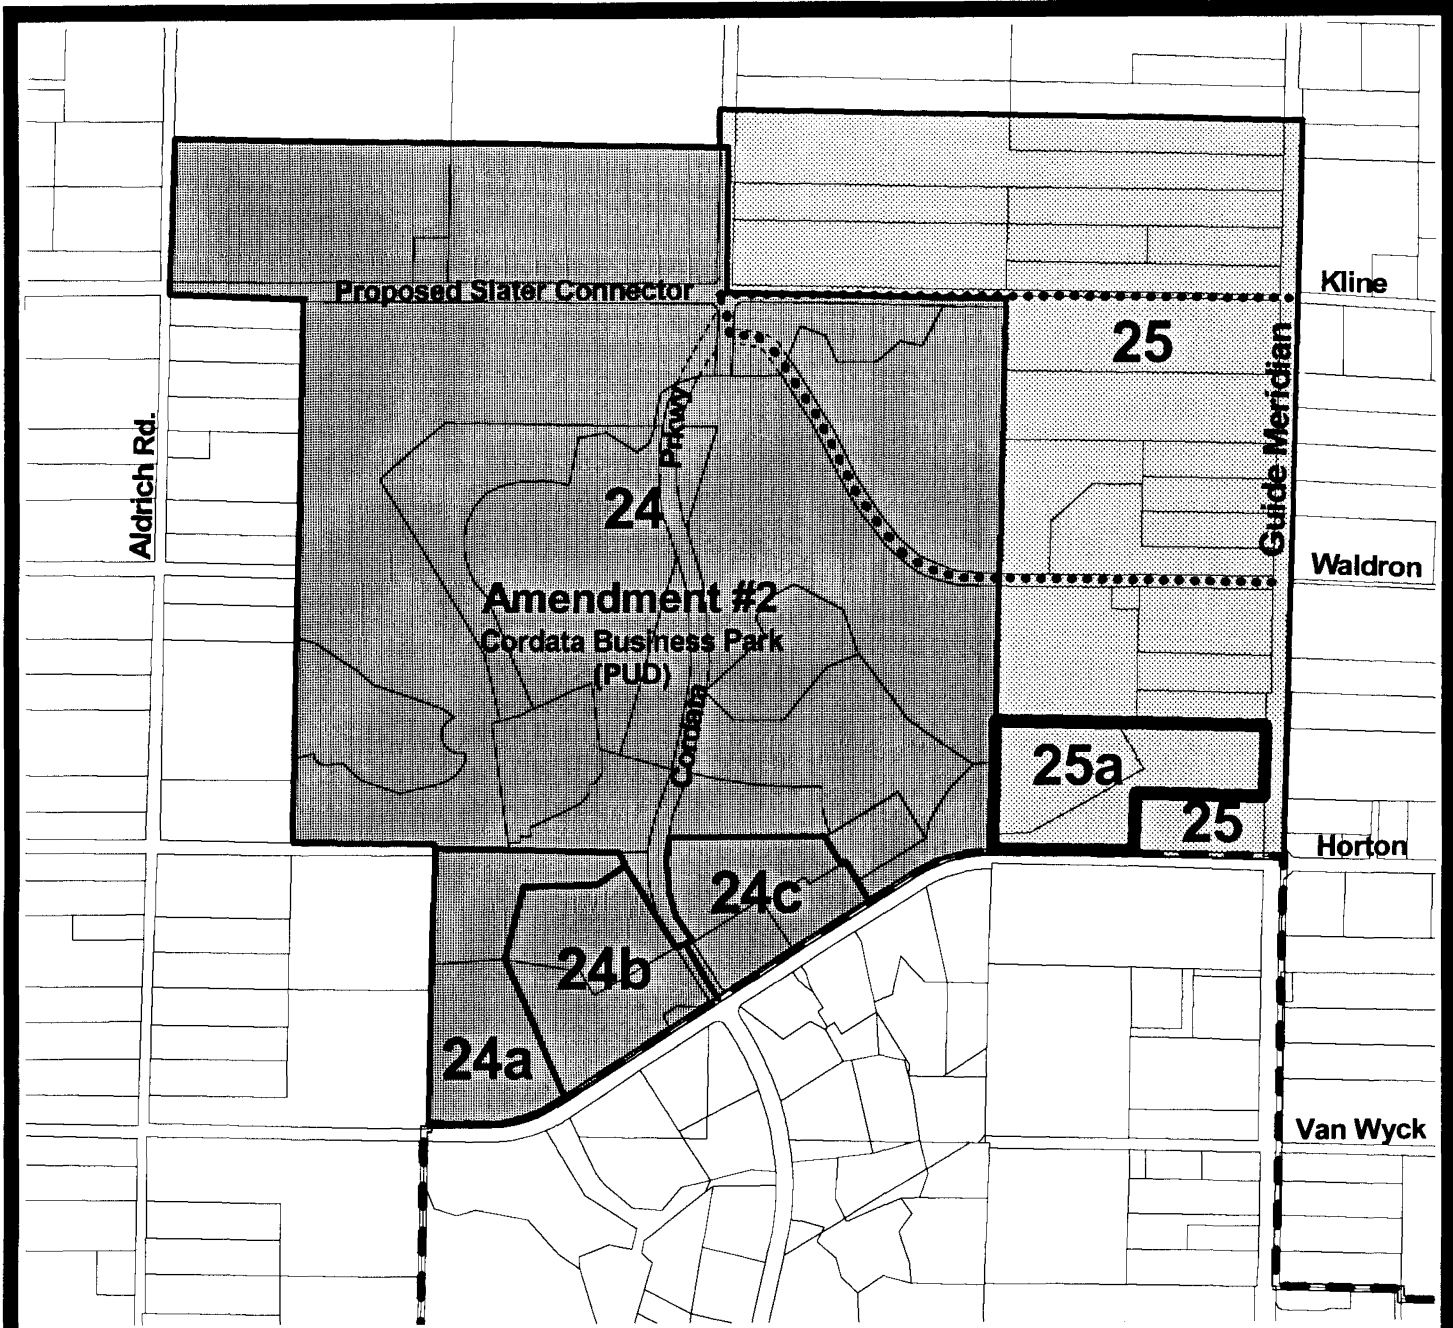 Proposed Slater Connector
Kline
25
Guide Meridian
Aldrich Rd.
Prkwy
24
Waldron
Amendment #2
Cordata Business Park
(PUD)
Cordata
25a
25
Horton
24c
24b
24a
Van Wyck